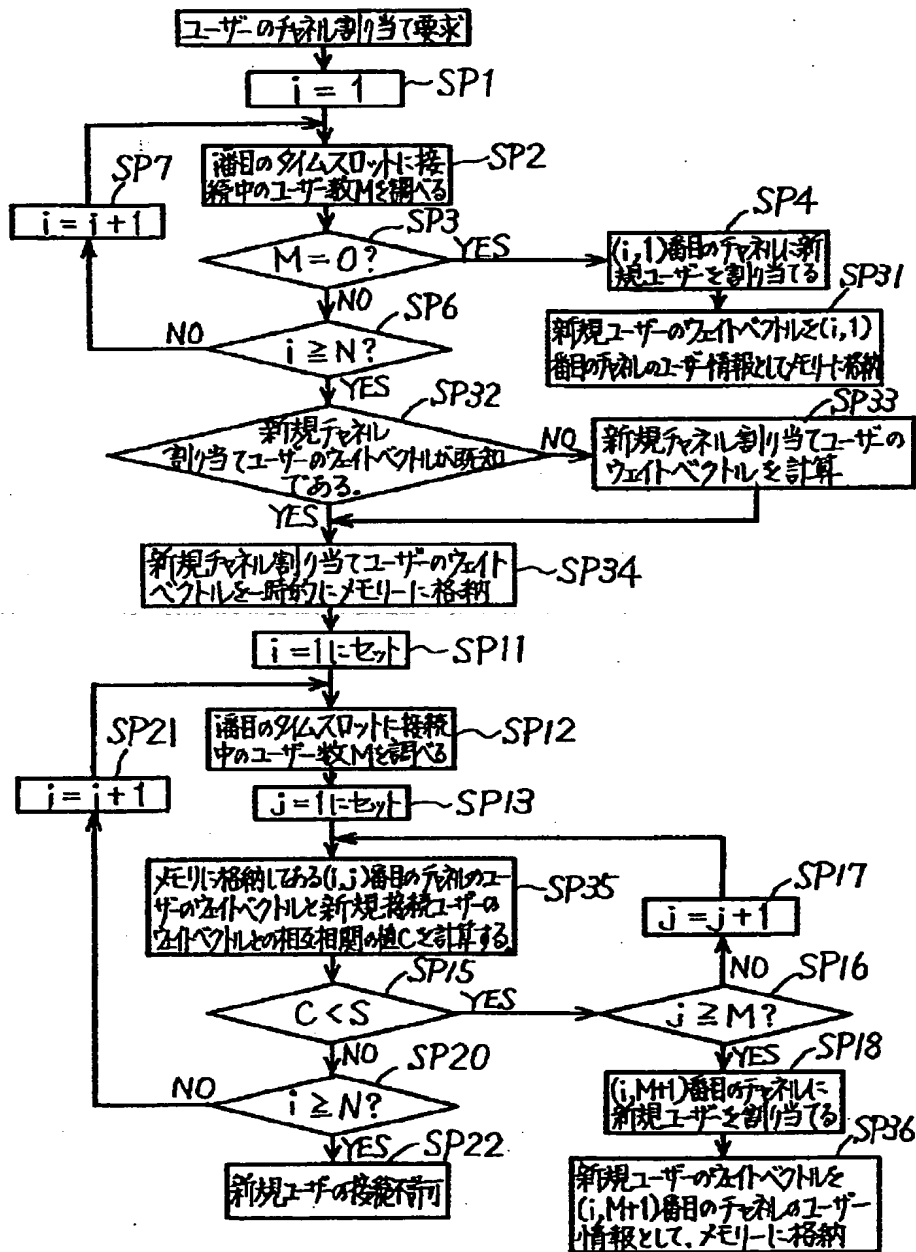 ユーザーのチャネル割り当て要求
i = 1
SP1
i番目のタイムスロットに接
続中のユーザー数Mを調べる
SP2
SP7
i = i + 1
SP3
M = 0?
YES
SP4
(i,1)番目のチャネルに新
規ユーザーを割り当てる
SP31
新規ユーザーのウェイトベクトルを(i,1)
番目のチャネルのユーザー情報としてメモリーに格納
NO
SP6
i ≧ N?
NO
YES
SP32
新規チャネル
割り当てユーザーのウェイトベクトルが既知
である.
NO
SP33
新規チャネル割り当てユーザーの
ウェイトベクトルを計算
YES
新規チャネル割り当てユーザーのウェイト
ベクトルを一時的にメモリーに格納
SP34
i = 1にセット
SP11
i番目のタイムスロットに接続
中のユーザー数Mを調べる
SP12
SP21
i = i + 1
j = 1にセット
SP13
メモリに格納してある(i,j)番目のチャネルのユー
ザーのウェイトベクトルと新規接続ユーザーの
ウェイトベクトルとの相互相関の値Cを計算する.
SP35
SP17
j = j + 1
SP15
C < S
YES
NO
SP16
j ≧ M?
NO
SP20
i ≧ N?
NO
YES
SP18
(i,M+1)番目のチャネルに
新規ユーザーを割り当てる
YES
SP22
新規ユーザの接続不許可
SP36
新規ユーザーのウェイトベクトルを
(i,M+1)番目のチャネルのユーザー
情報として、メモリーに格納